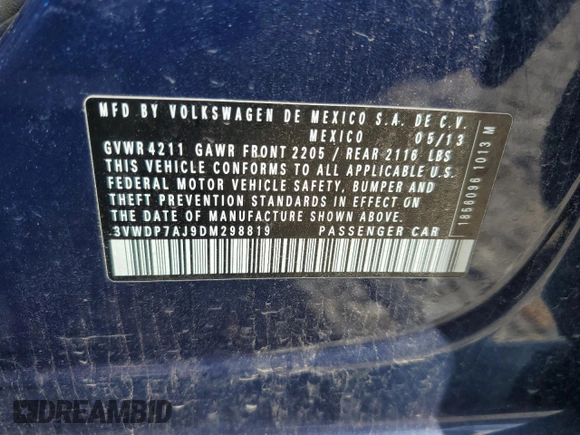 MFD BY VOLKSWAGEN DE MEXICO S.A. DE C.V.
MEXICO 05/13
GVWR 4211 GAWR FRONT 2205 / REAR 2116 LBS
THIS VEHICLE CONFORMS TO ALL APPLICABLE U.S.
FEDERAL MOTOR VEHICLE SAFETY, BUMPER AND
THEFT PREVENTION STANDARDS IN EFFECT ON
THE DATE OF MANUFACTURE SHOWN ABOVE.
3VWDP7AJ9DM298819 PASSENGER CAR
1858096 1013 M
DREAMBID